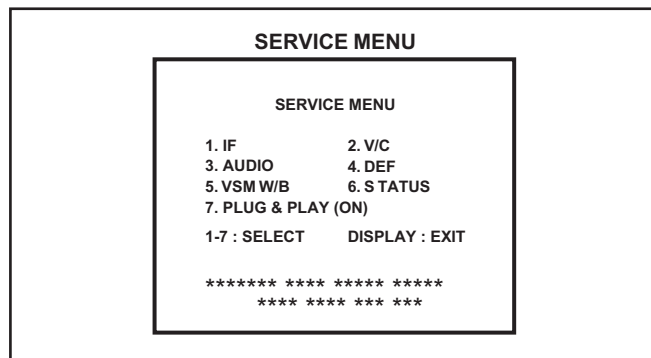 SERVICE MENU
SERVICE MENU
1. IF 2. V/C
3. AUDIO 4. DEF
5. VSM W/B 6. S TATUS
7. PLUG & PLAY (ON)
1-7 : SELECT DISPLAY : EXIT
******* **** ***** *****
**** **** *** ***